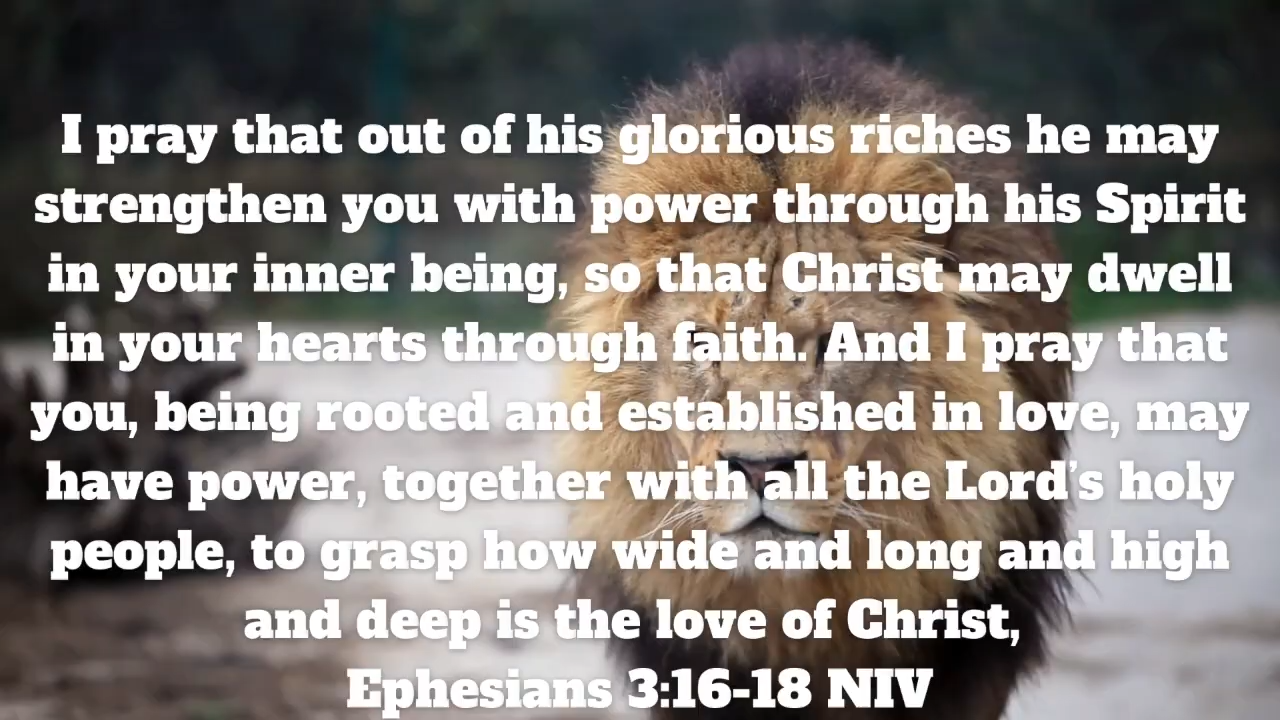 I pray that out of his glorious riches he may
strengthen you with power through his Spirit
in your inner being, so that Christ may dwell
in your hearts through faith. And I pray that
you, being rooted and established in love, may
have power, together with all the Lord’s holy
people, to grasp how wide and long and high
and deep is the love of Christ,
Ephesians 3:16-18 NIV